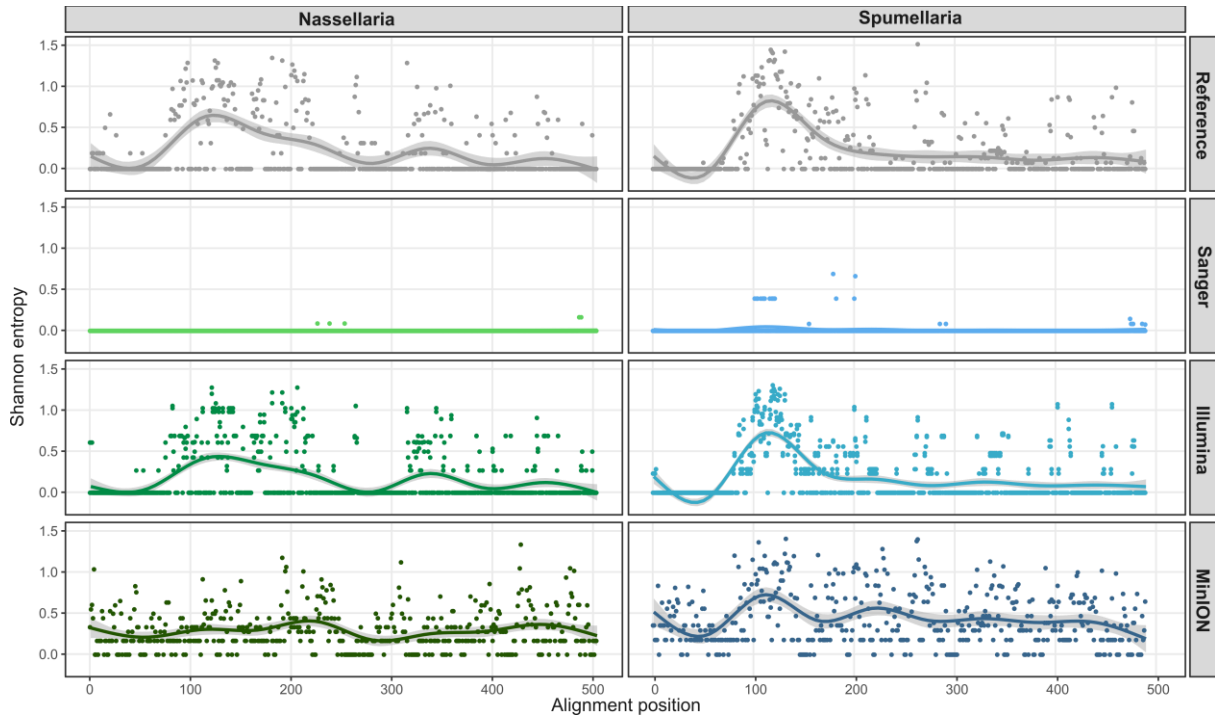 Nassellaria Spumellaria
1.5
1.0
0.5
0.0
Reference
1.5
1.0
0.5
0.0
Sanger
1.5
1.0
0.5
0.0
Illumina
1.5
1.0
0.5
0.0
MinION
Shannon entropy
0 100 200 300 400 500 0 100 200 300 400 500
Alignment position